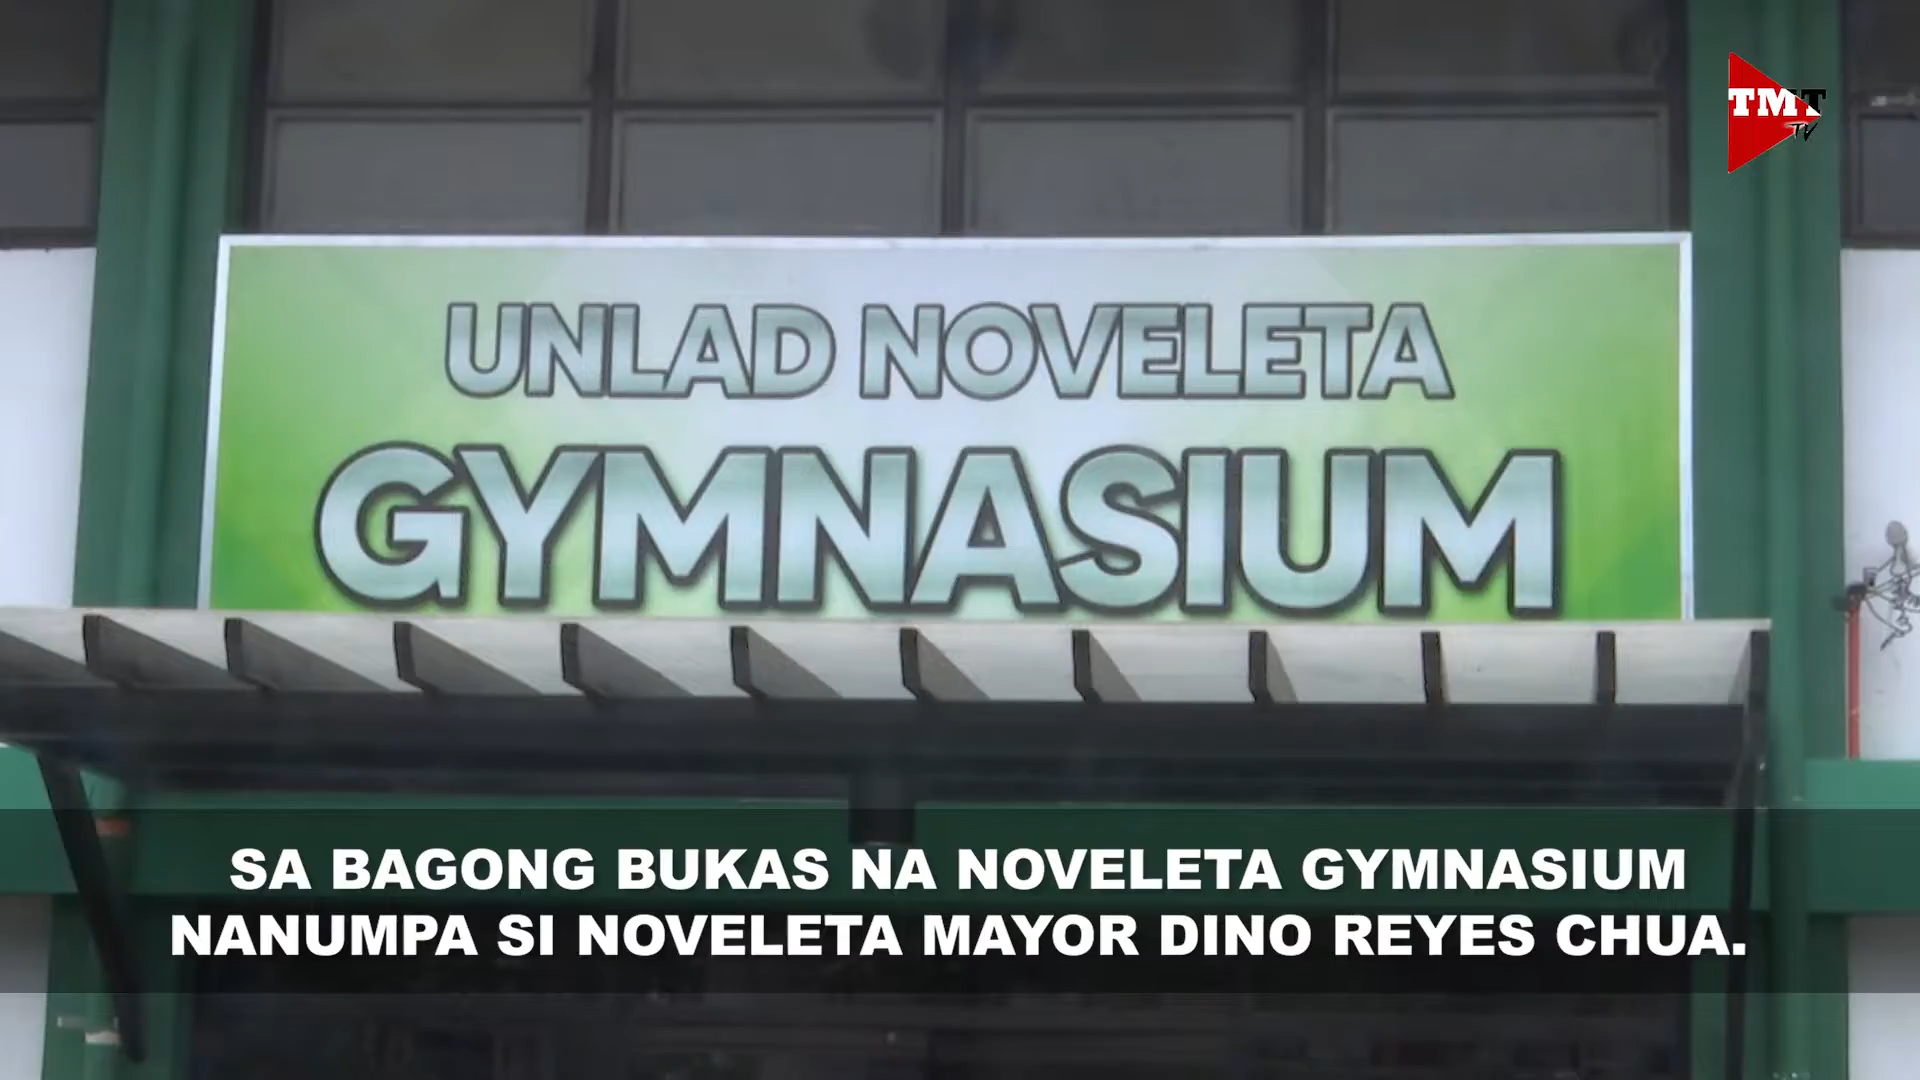 TMT
TV
UNLAD NOVELETA
GYMNASIUM
SA BAGONG BUKAS NA NOVELETA GYMNASIUM
NANUMPA SI NOVELETA MAYOR DINO REYES CHUA.